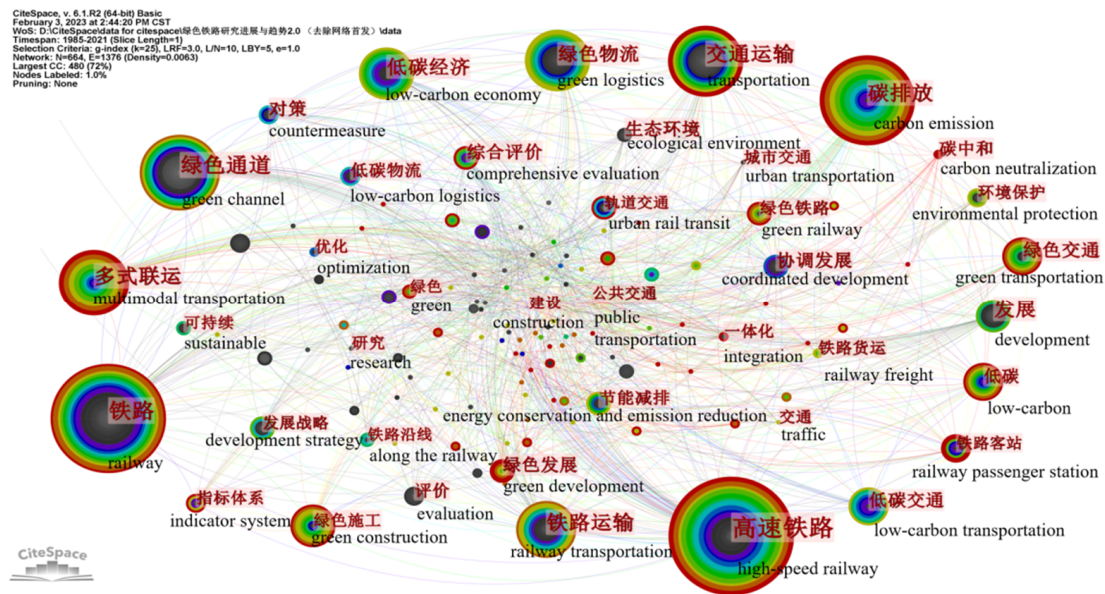 CiteSpace, v. 6.1.R2 (64-bit) Basic
February 3, 2023 at 2:44:20 PM CST
WoS: D:\CiteSpace\data for citespace\绿色铁路研究进展与趋势2.0 （去除网络首发）\data
Timespan: 1985-2021 (Slice Length=1)
Selection Criteria: g-index (k=25), LRF=3.0, L/N=10, LBY=5, e=1.0
Network: N=664, E=1376 (Density=0.0063)
Largest CC: 480 (72%)
Nodes Labeled: 1.0%
Pruning: None
低碳经济
low-carbon economy
绿色物流
green logistics
交通运输
transportation
碳排放
carbon emission
对策
countermeasure
生态环境
ecological environment
绿色通道
green channel
低碳物流
low-carbon logistics
综合评价
comprehensive evaluation
城市交通
urban transportation
碳中和
carbon neutralization
环境保护
environmental protection
轨道交通
urban rail transit
绿色铁路
green railway
多式联运
multimodal transportation
优化
optimization
协调发展
coordinated development
绿色交通
green transportation
绿色
green
建设
construction
公共交通
public
transportation
可持续
sustainable
研究
research
一体化
integration
铁路货运
railway freight
发展
development
铁路
railway
节能减排
energy conservation and emission reduction
低碳
low-carbon
发展战略
development strategy
铁路沿线
along the railway
交通
traffic
铁路客站
railway passenger station
绿色发展
green development
指标体系
indicator system
绿色施工
green construction
评价
evaluation
铁路运输
railway transportation
高速铁路
high-speed railway
低碳交通
low-carbon transportation
CiteSpace